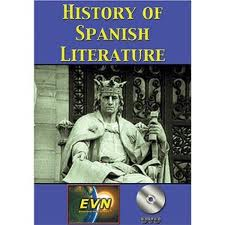 HISTORY OF
SPANISH
LITERATURE
EVN